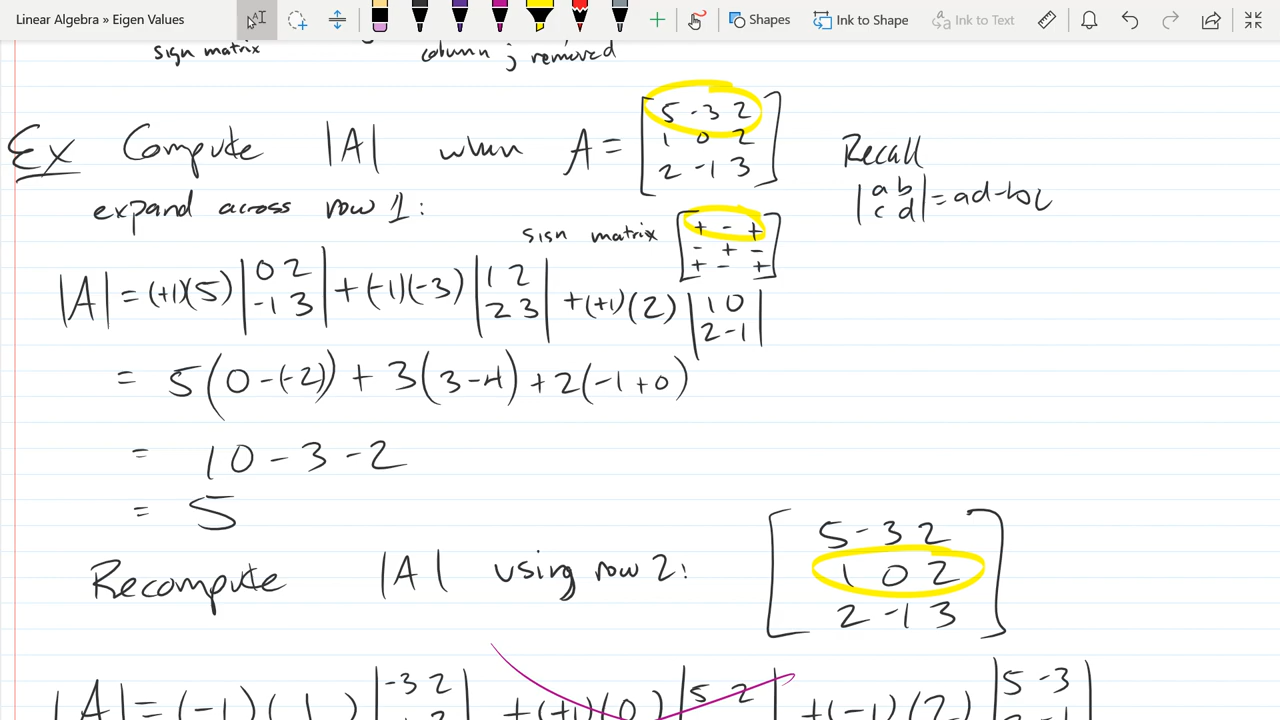 Linear Algebra » Eigen Values
Shapes
Ink to Shape
Ink to Text
sign matrix
column j removed
Ex Compute |A| when A = [5 -3 2
1 0 2
2 -1 3]
Recall
|a b
c d| = ad-bc
expand across row 1:
sign matrix [+ - +
- + -
+ - +]
|A| = (+1)(5) |0 2
-1 3| + (-1)(-3) |1 2
2 3| + (+1)(2) |1 0
2 -1|
= 5(0-(-2)) + 3(3-4) + 2(-1+0)
= 10 - 3 - 2
= 5
Recompute |A| using row 2:
[5 -3 2
1 0 2
2 -1 3]
|A| = (-1)(1) |-3 2
+ (+1)(0) |5 2
+ (-1)(2) |5 -3